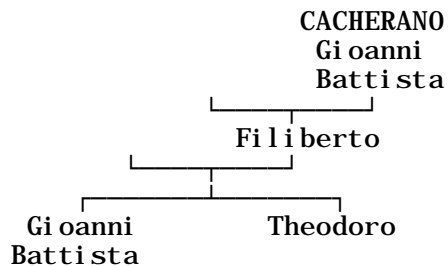 CACHERANO
Gioanni
Battista
Filiberto
Gioanni Theodoro
Battista